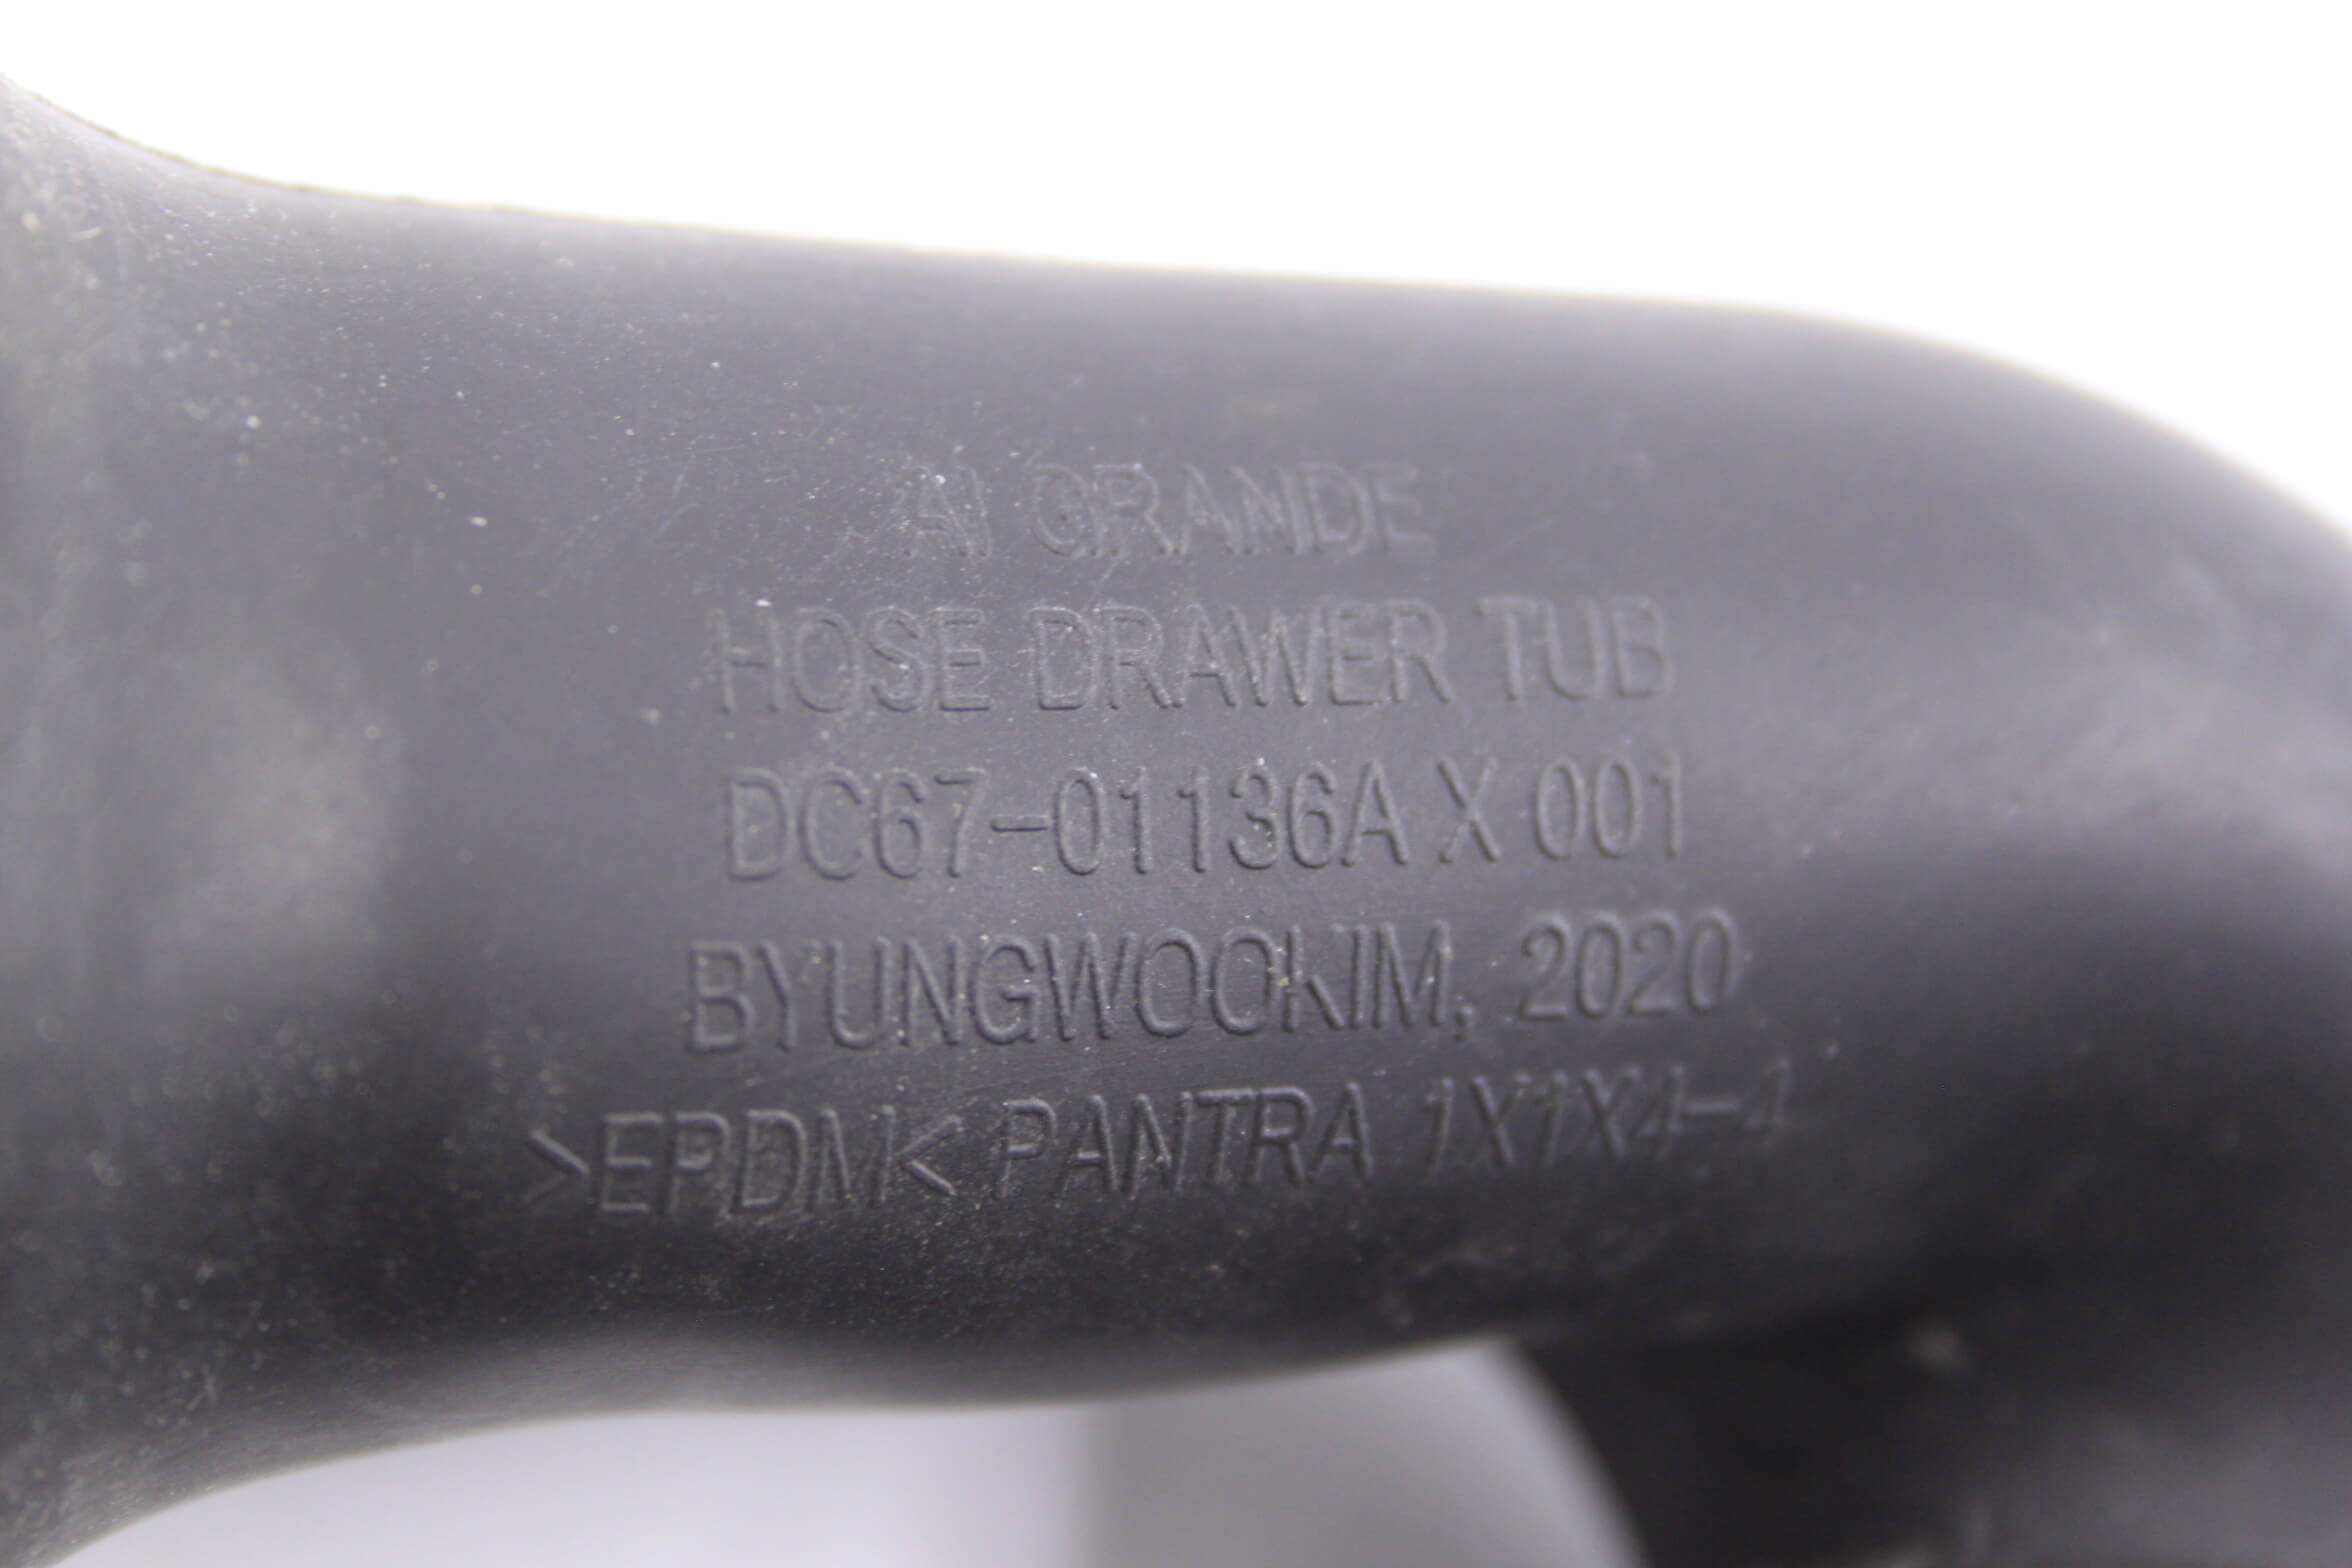 AI GRANDE
HOSE DRAWER TUB
DC67-01136A X 001
BYUNGWOOKIM, 2020
>EPDM< PANTRA 1X1X4-4